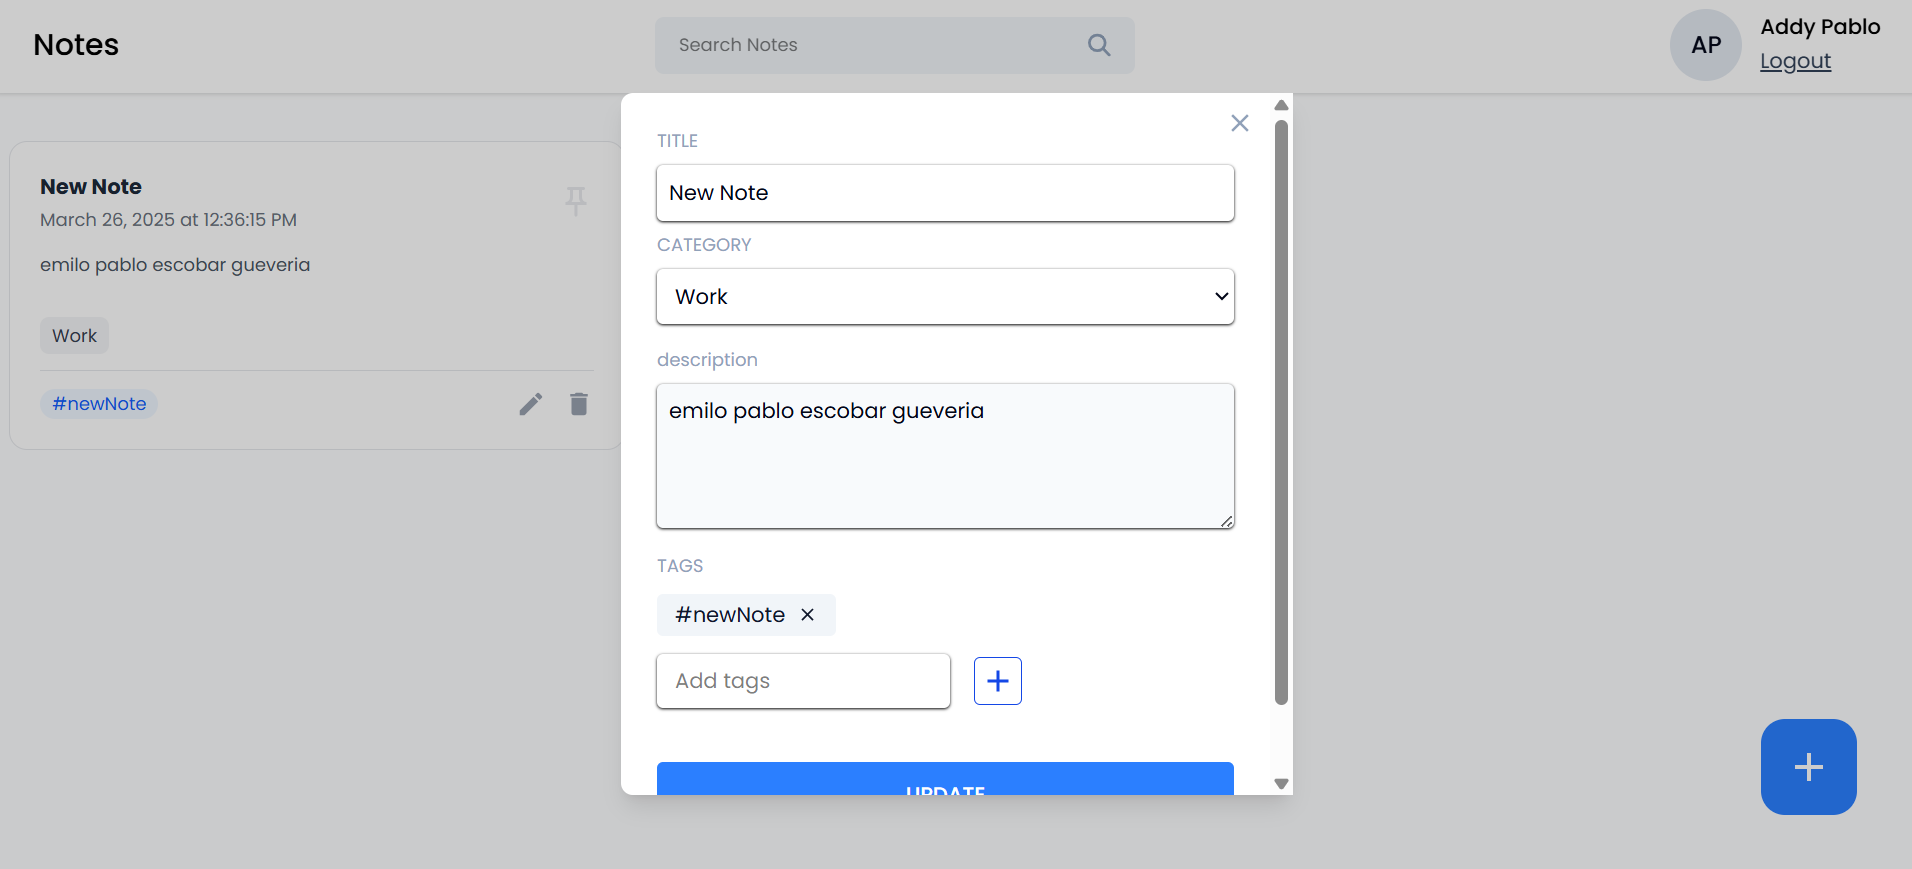 Notes
Search Notes
AP
Addy Pablo
Logout
New Note
March 26, 2025 at 12:36:15 PM
emilo pablo escobar gueveria
Work
#newNote
TITLE
New Note
CATEGORY
Work
description
emilo pablo escobar gueveria
TAGS
#newNote
Add tags
UPDATE